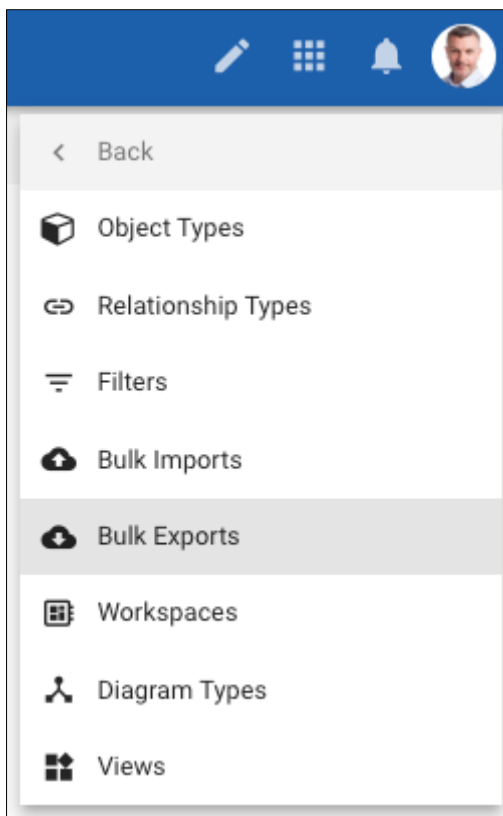 Back
Object Types
Relationship Types
Filters
Bulk Imports
Bulk Exports
Workspaces
Diagram Types
Views